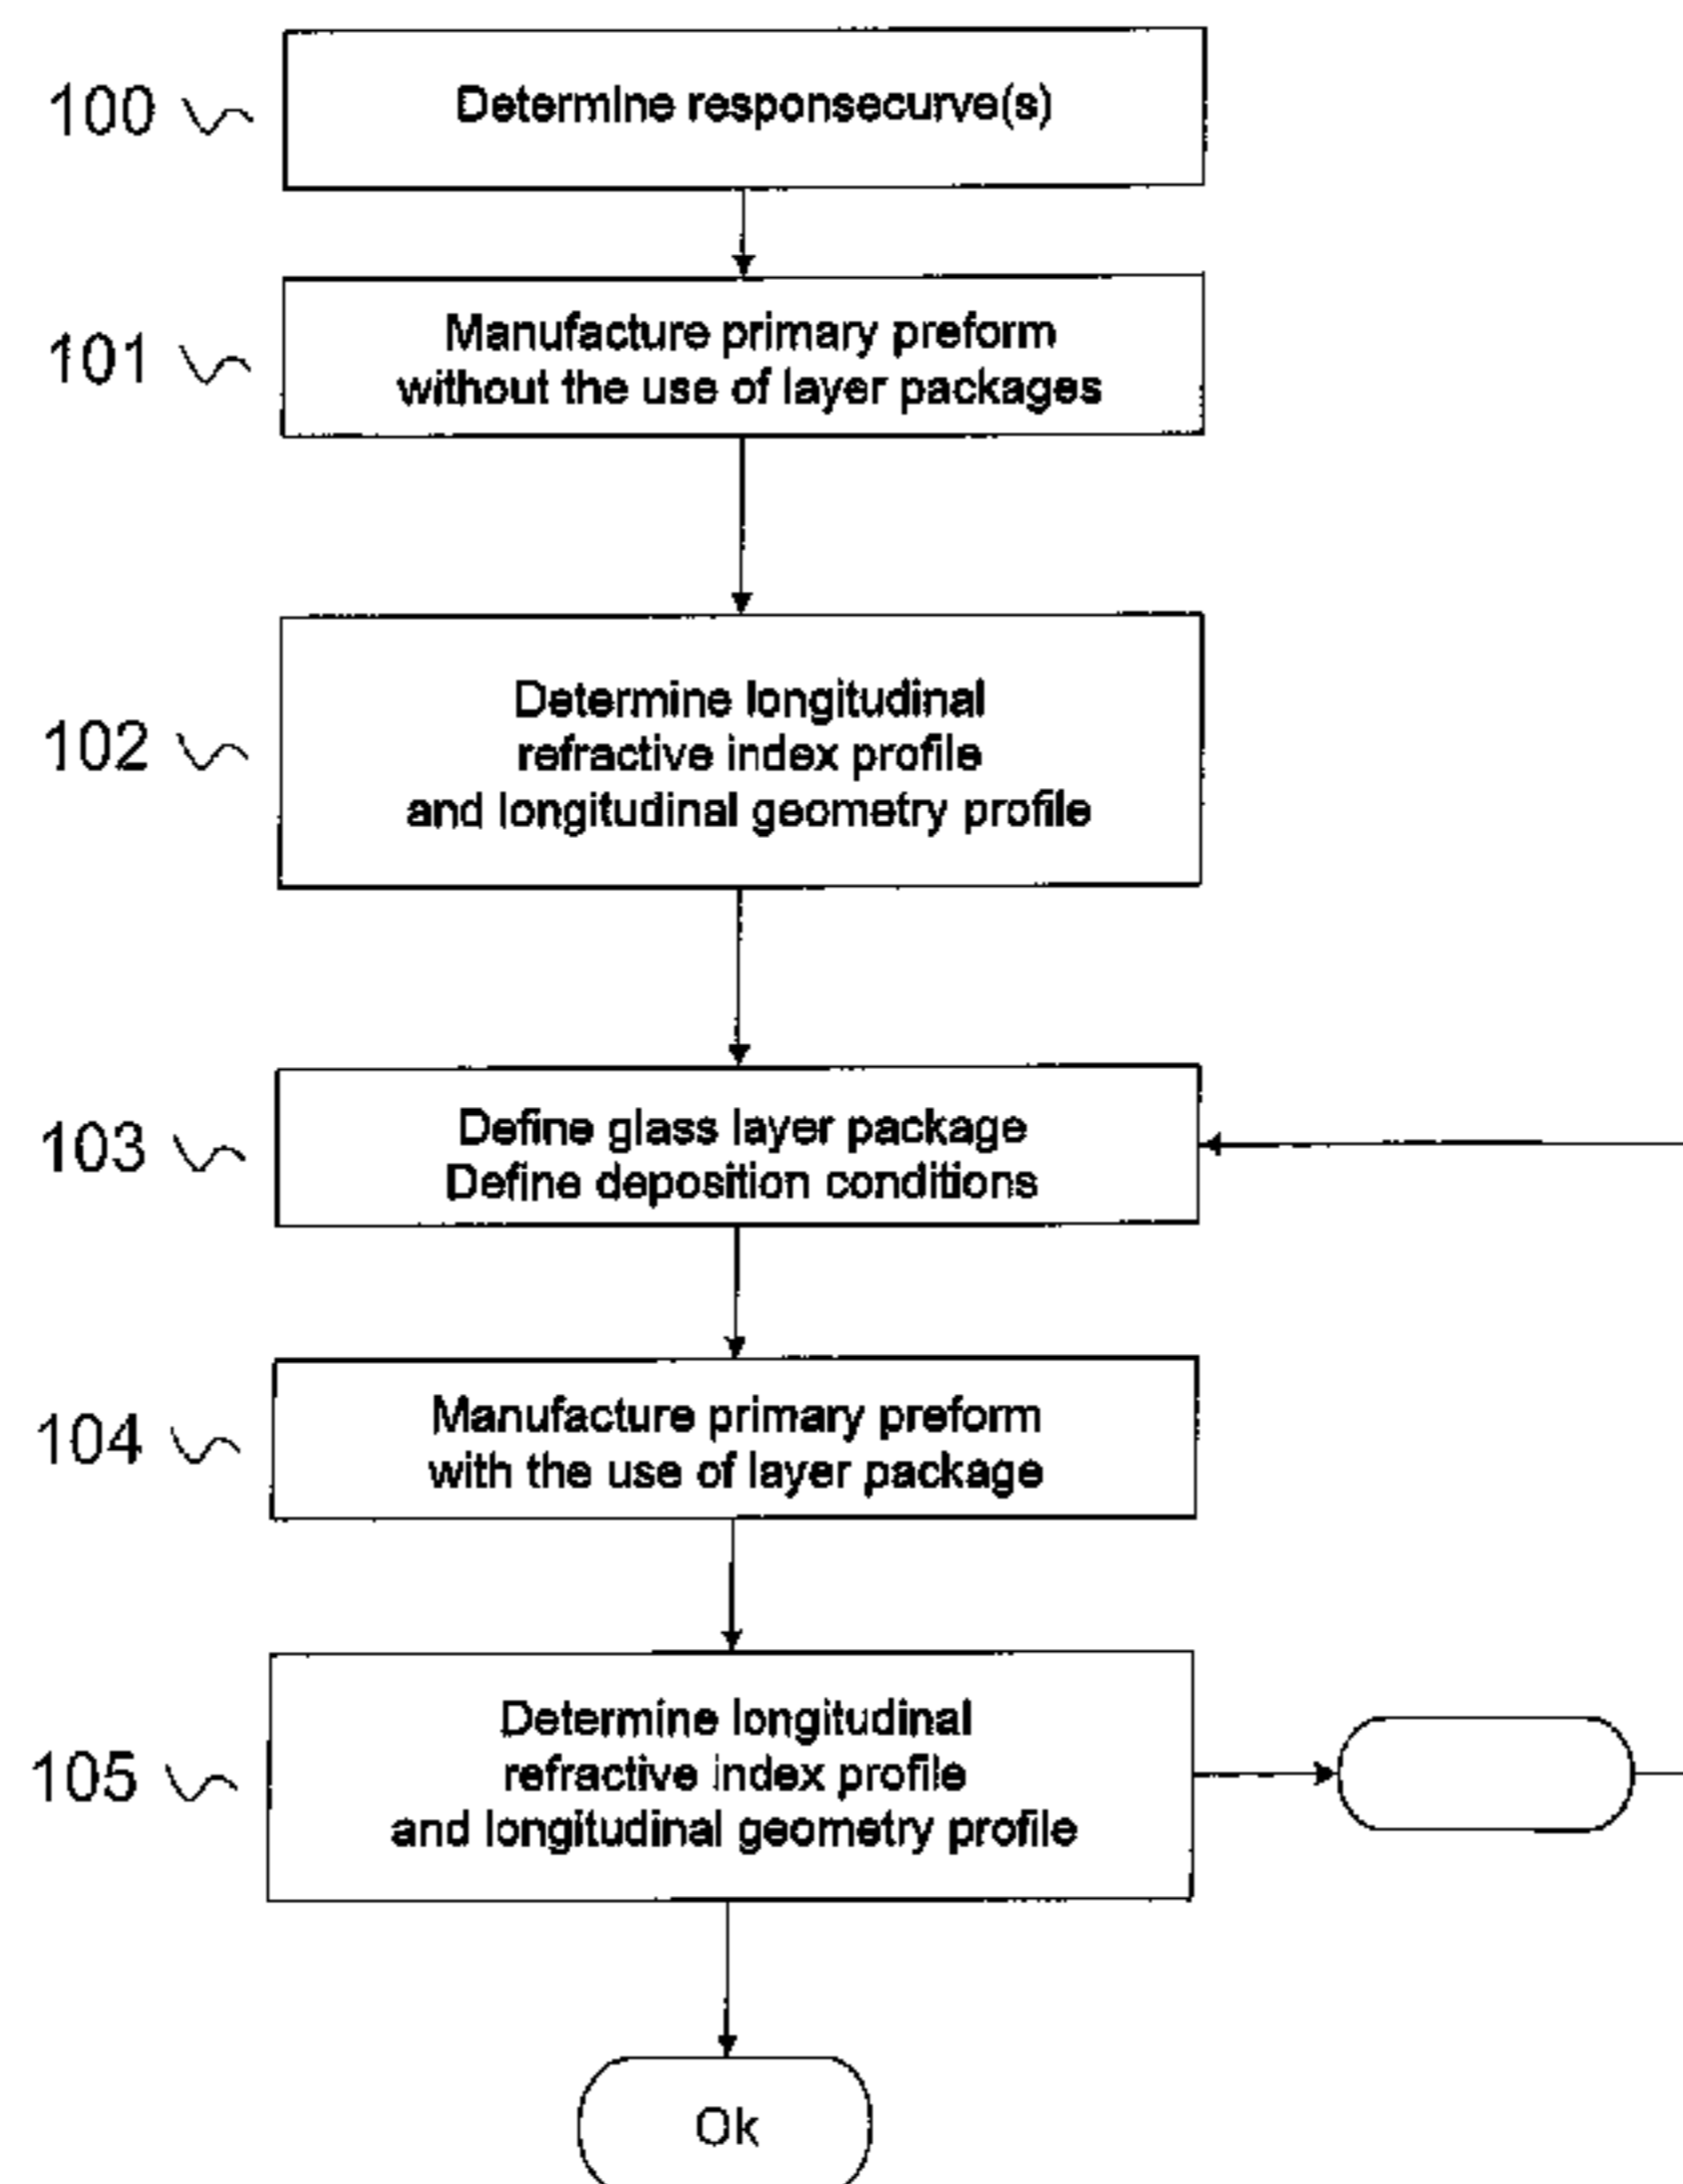 100
Determine responsecurve(s)
101
Manufacture primary preform
without the use of layer packages
102
Determine longitudinal
refractive index profile
and longitudinal geometry profile
103
Define glass layer package
Define deposition conditions
104
Manufacture primary preform
with the use of layer package
105
Determine longitudinal
refractive index profile
and longitudinal geometry profile
Ok